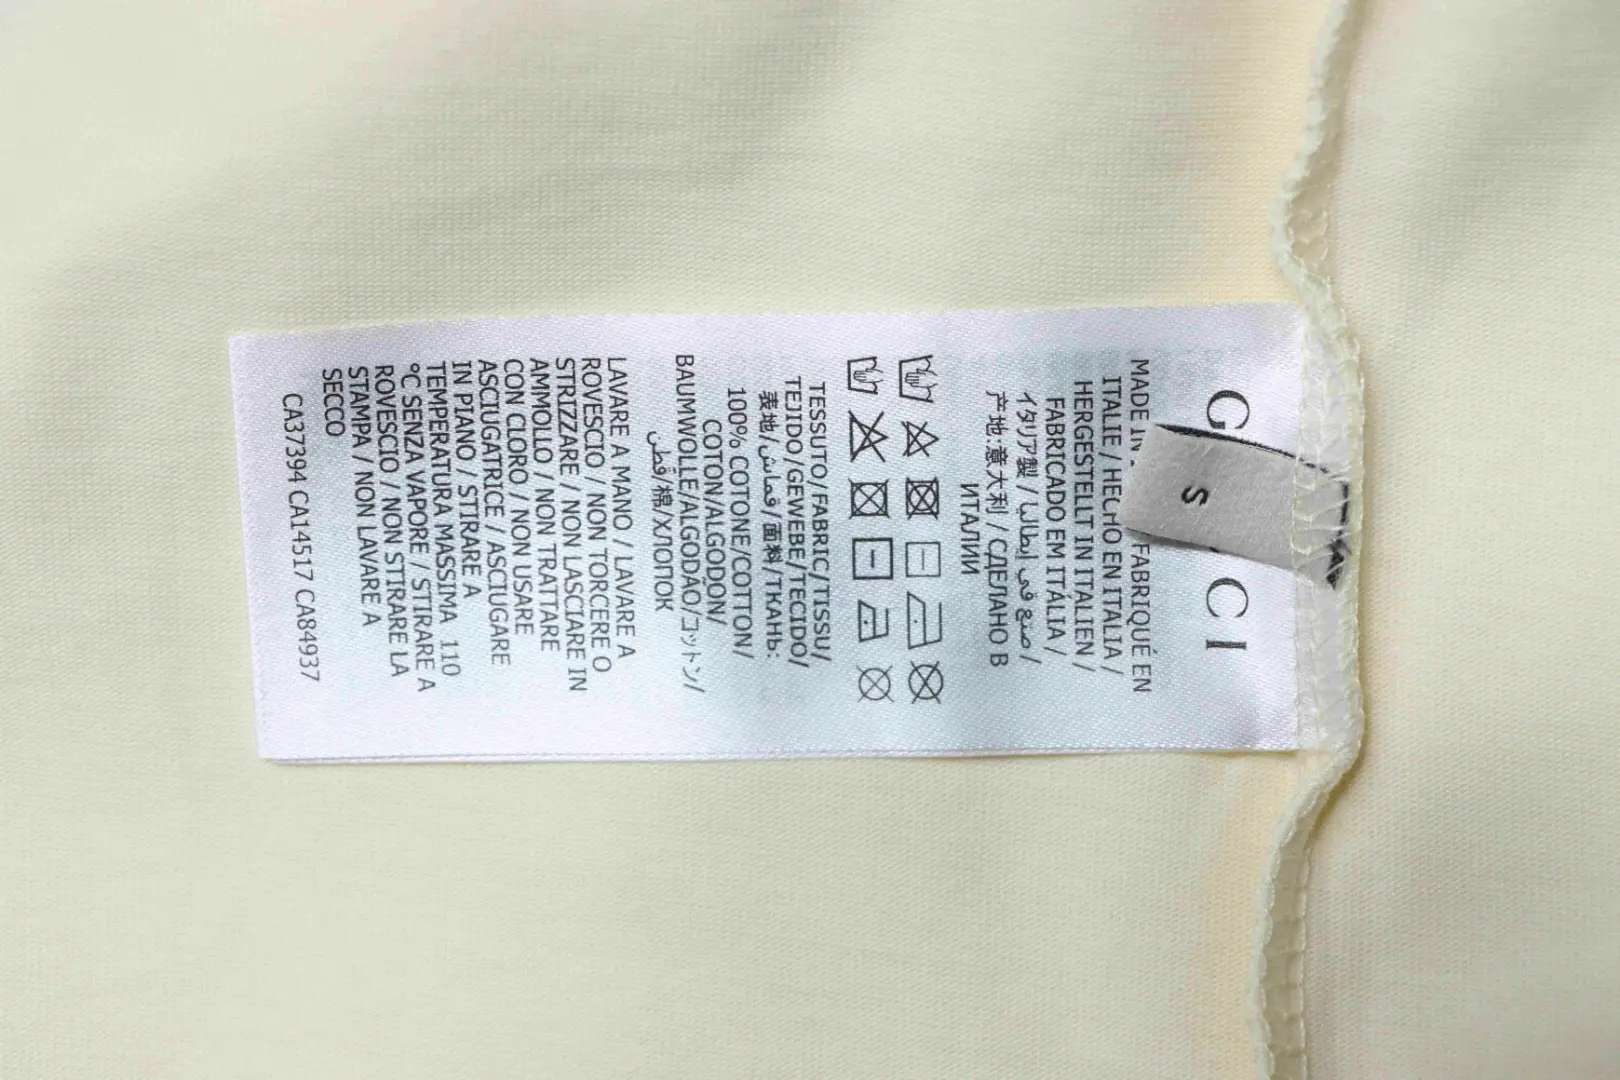 G CI
S
MADE IN FABRIQUÉ EN
ITALIE / HECHO EN ITALIA /
HERGESTELLT IN ITALIEN /
FABRICADO EM ITÁLIA /
イタリア製 / صنع في إيطاليا /
产地:意大利 / СДЕЛАНО В
ИТАЛИИ
TESSUTO/FABRIC/TISSU/
TEJIDO/GEWEBE/TECIDO/
表地/قماش/面料/ТКАНЬ:
100% COTONE/COTTON/
COTON/ALGODÓN/
BAUMWOLLE/ALGODÃO/コットン/
قطن/棉/ХЛОПОК
LAVARE A MANO / LAVARE A
ROVESCIO / NON TORCERE O
STRIZZARE / NON LASCIARE IN
AMMOLLO / NON TRATTARE
CON CLORO / NON USARE
ASCIUGATRICE / ASCIUGARE
IN PIANO / STIRARE A
TEMPERATURA MASSIMA 110
°C SENZA VAPORE / STIRARE A
ROVESCIO / NON STIRARE LA
STAMPA / NON LAVARE A
SECCO
CA37394 CA14517 CA84937